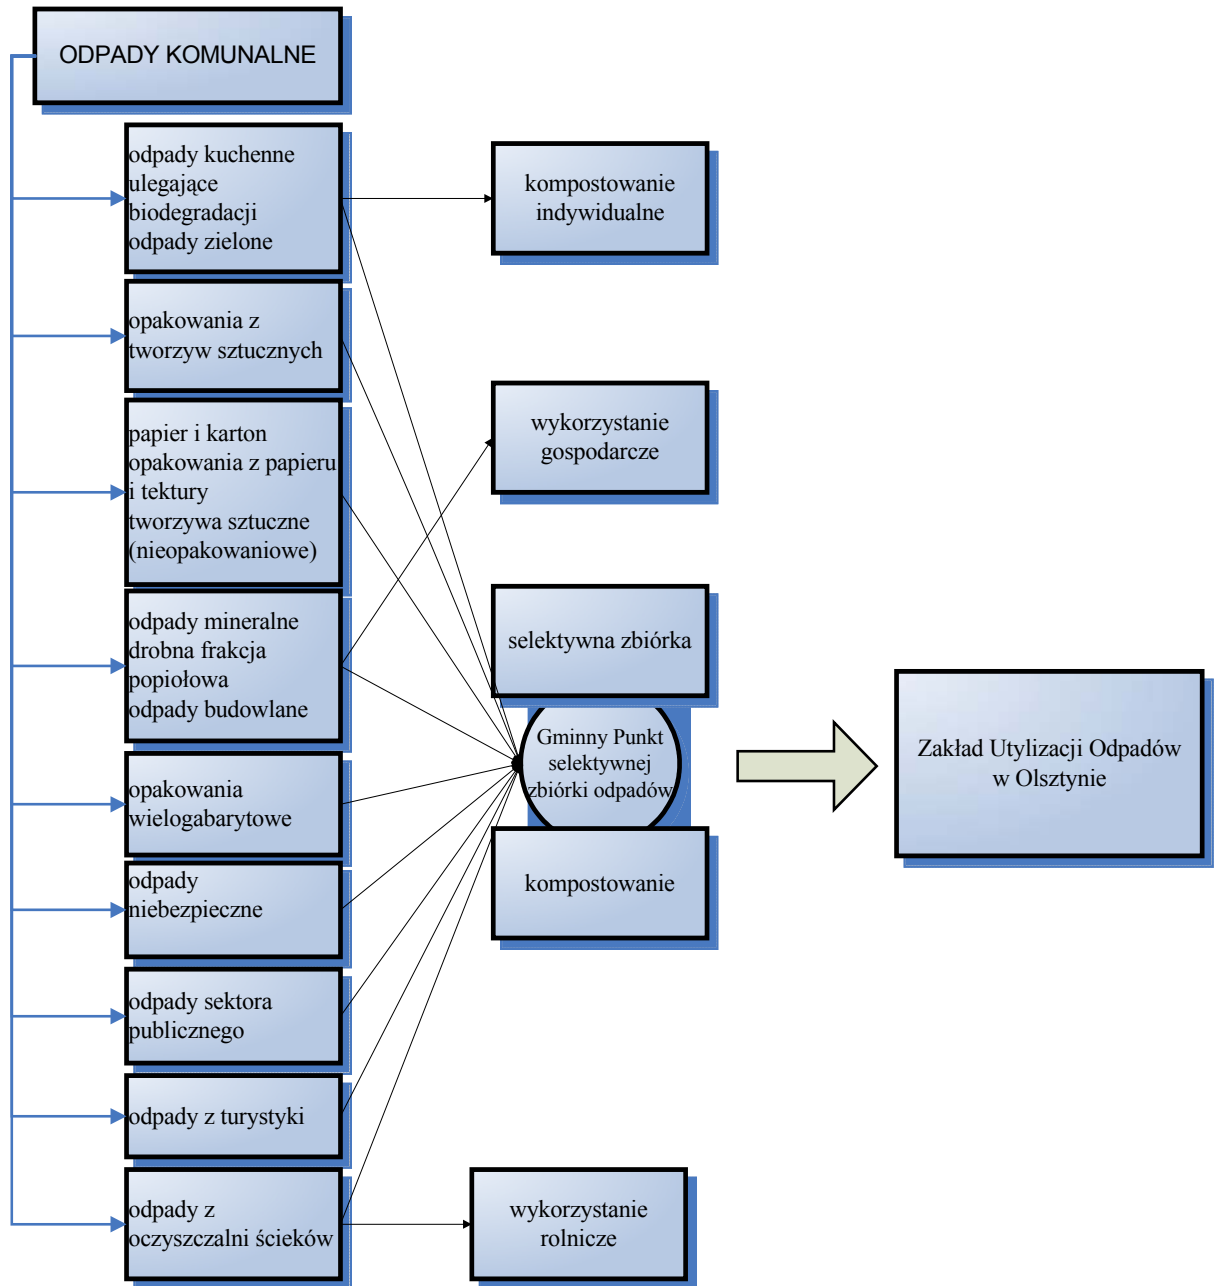 ODPADY KOMUNALNE
odpady kuchenne
ulegające
biodegradacji
odpady zielone
kompostowanie
indywidualne
opakowania z
tworzyw sztucznych
papier i karton
opakowania z papieru
i tektury
tworzywa sztuczne
(nieopakowaniowe)
wykorzystanie
gospodarcze
odpady mineralne
drobna frakcja
popiołowa
odpady budowlane
selektywna zbiórka
Gminny Punkt
selektywnej
zbiórki odpadów
Zakład Utylizacji Odpadów
w Olsztynie
opakowania
wielogabarytowe
kompostowanie
odpady
niebezpieczne
odpady sektora
publicznego
odpady z turystyki
odpady z
oczyszczalni ścieków
wykorzystanie
rolnicze